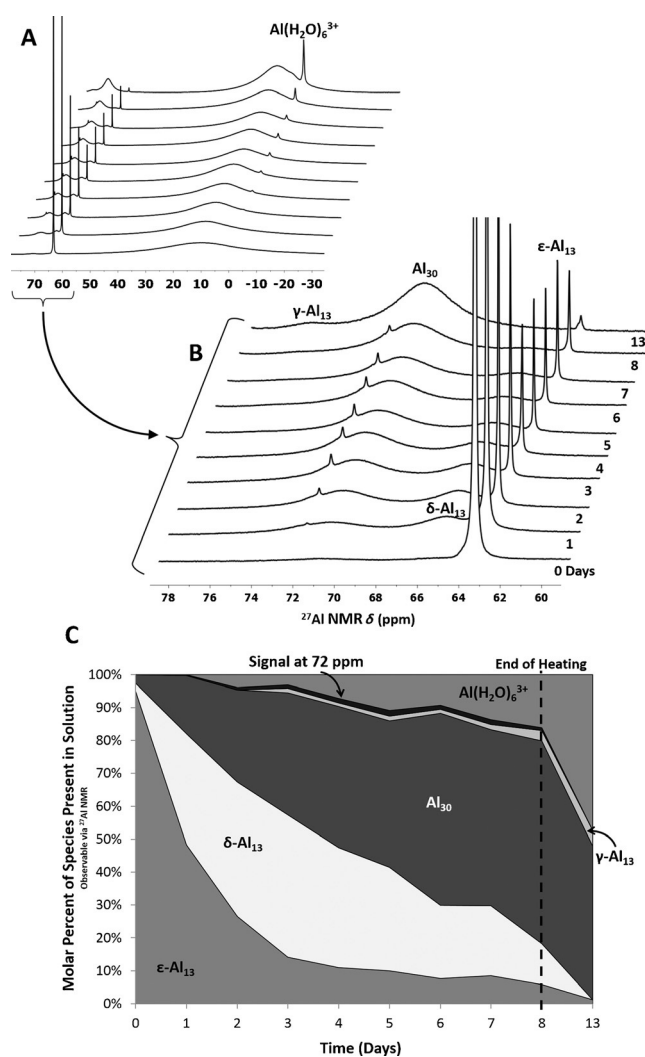 A
Al(H₂O)₆³⁺
70 60 50 40 30 20 10 0 -10 -20 -30
B
γ-Al₁₃
Al₃₀
ε-Al₁₃
δ-Al₁₃
13
8
7
6
5
4
3
2
1
0 Days
78 76 74 72 70 68 66 64 62 60
²⁷Al NMR δ (ppm)
C
Signal at 72 ppm
End of Heating
Al(H₂O)₆³⁺
Al₃₀
γ-Al₁₃
δ-Al₁₃
ε-Al₁₃
Molar Percent of Species Present in Solution
Observable via ²⁷Al NMR
100%
90%
80%
70%
60%
50%
40%
30%
20%
10%
0%
0 1 2 3 4 5 6 7 8 13
Time (Days)